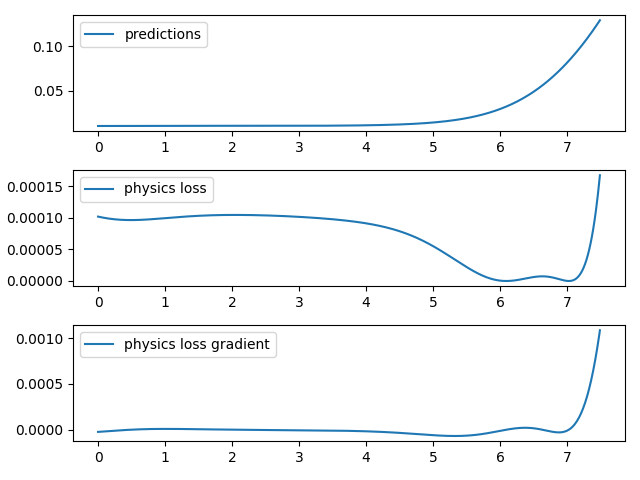 predictions
0.10
0.05
0 1 2 3 4 5 6 7
physics loss
0.00015
0.00010
0.00005
0.00000
0 1 2 3 4 5 6 7
physics loss gradient
0.0010
0.0005
0.0000
0 1 2 3 4 5 6 7